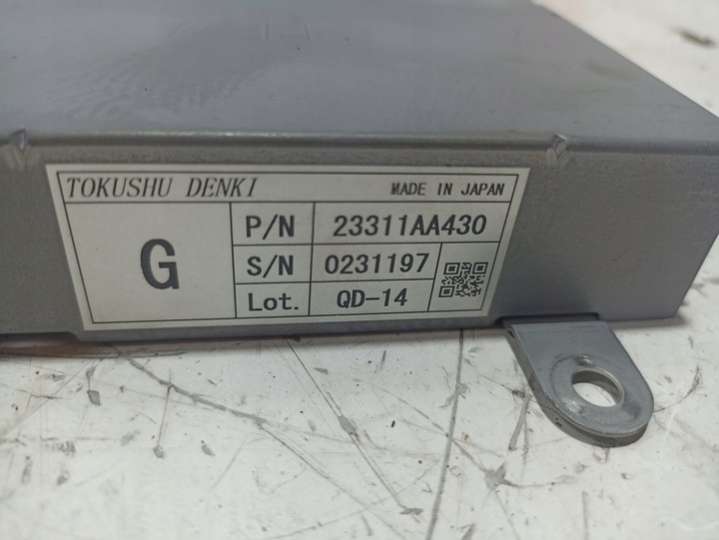 TOKUSHU DENKI MADE IN JAPAN
G
P/N 23311AA430
S/N 0231197
Lot. QD-14